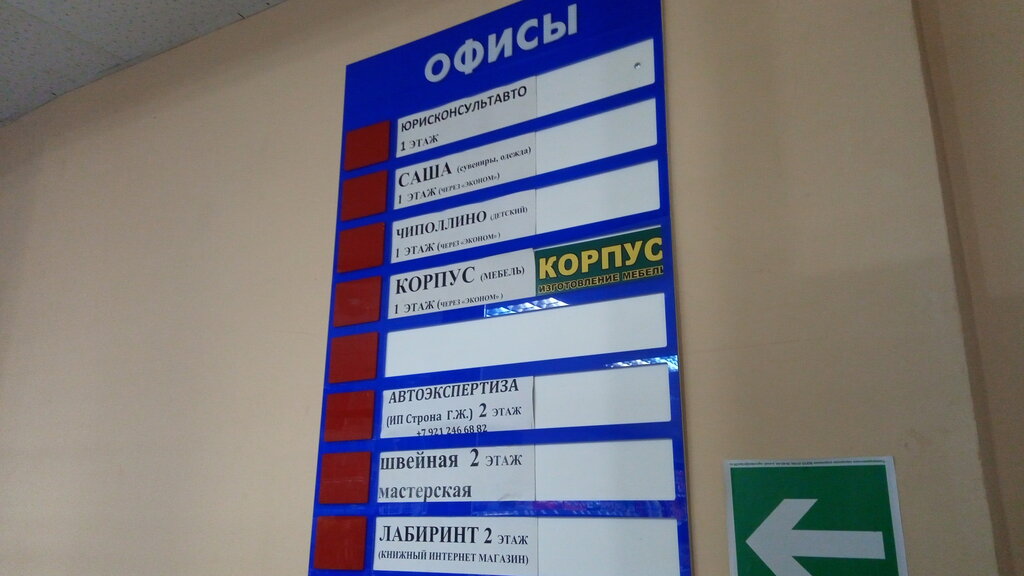 ОФИСЫ
ЮРИСКОНСУЛЬТАВТО
1 ЭТАЖ
САША (сувениры, одежда)
1 ЭТАЖ (ЧЕРЕЗ «ЭКОНОМ»)
ЧИПОЛЛИНО (ДЕТСКИЙ)
1 ЭТАЖ (ЧЕРЕЗ «ЭКОНОМ»)
КОРПУС (МЕБЕЛЬ)
1 ЭТАЖ (ЧЕРЕЗ «ЭКОНОМ»)
КОРПУС
ИЗГОТОВЛЕНИЕ МЕБЕЛИ
АВТОЭКСПЕРТИЗА
(ИП Строна Г.Ж.) 2 ЭТАЖ
+7 921 246 68 82
швейная 2 ЭТАЖ
мастерская
ЛАБИРИНТ 2 ЭТАЖ
(КНИЖНЫЙ ИНТЕРНЕТ МАГАЗИН)